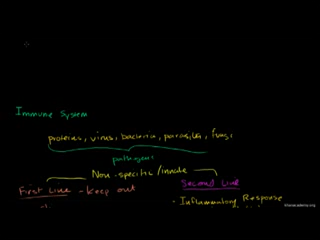 Immune System
proteins, virus, bacteria, parasites, fungi
pathogens
Non-specific/innate
First Line - Keep out
Second Line
• Inflammatory Response